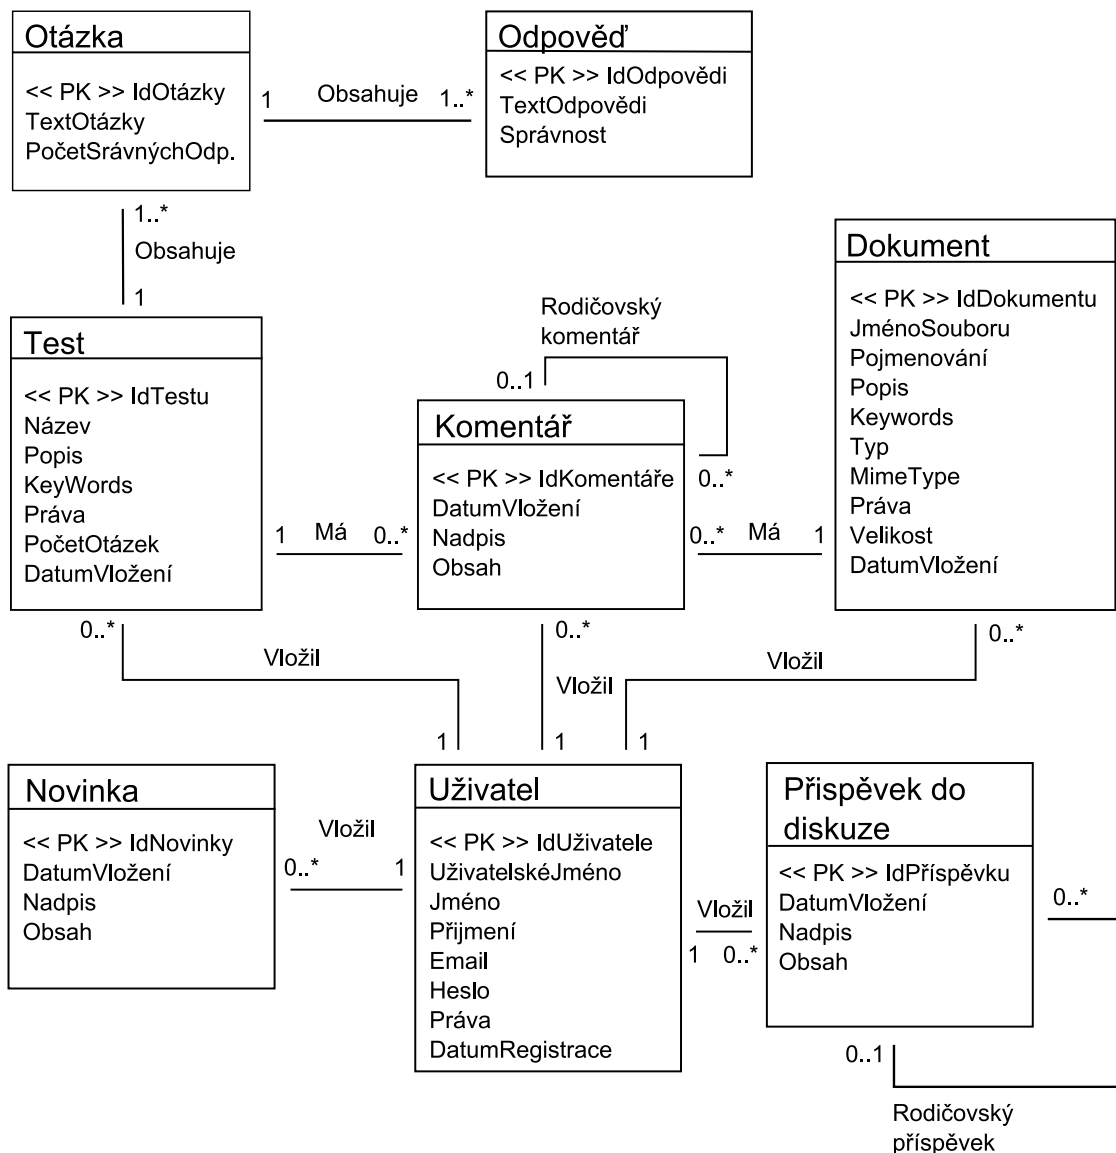 Otázka
<< PK >> IdOtázky
TextOtázky
PočetSrávnýchOdp.
1
Obsahuje
1..*
Odpověď
<< PK >> IdOdpovědi
TextOdpovědi
Správnost
1..*
Obsahuje
1
Dokument
<< PK >> IdDokumentu
JménoSouboru
Pojmenování
Popis
Keywords
Typ
MimeType
Práva
Velikost
DatumVložení
Test
<< PK >> IdTestu
Název
Popis
KeyWords
Práva
PočetOtázek
DatumVložení
Rodičovský
komentář
0..1
0..*
Komentář
<< PK >> IdKomentáře
DatumVložení
Nadpis
Obsah
1
Má
0..*
0..*
Má
1
0..*
Vložil
1
0..*
Vložil
1
0..*
Vložil
1
Novinka
<< PK >> IdNovinky
DatumVložení
Nadpis
Obsah
0..*
Vložil
1
Uživatel
<< PK >> IdUživatele
UživatelskéJméno
Jméno
Přijmení
Email
Heslo
Práva
DatumRegistrace
Vložil
1
0..*
Přispěvek do
diskuze
<< PK >> IdPříspěvku
DatumVložení
Nadpis
Obsah
0..*
0..1
Rodičovský
příspěvek